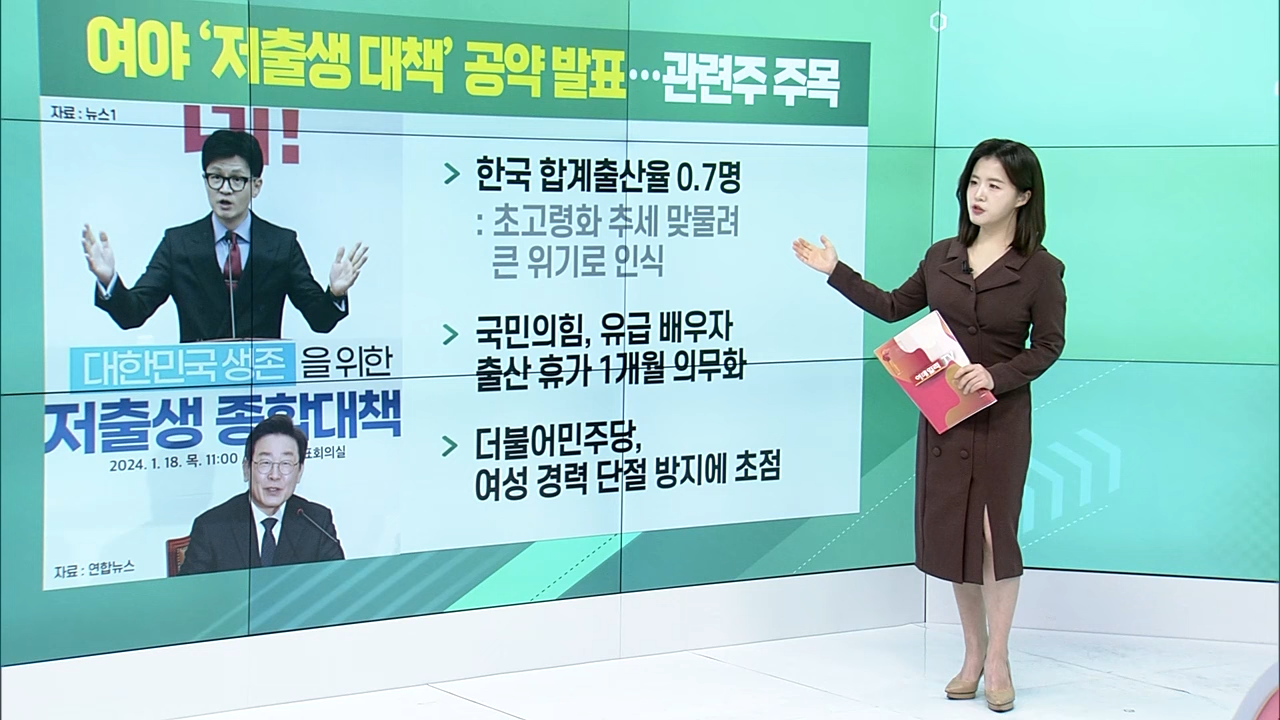 여야 ‘저출생 대책’ 공약 발표…관련주 주목
자료 : 뉴스1
한국 합계출산율 0.7명
: 초고령화 추세 맞물려
큰 위기로 인식
국민의힘, 유급 배우자
출산 휴가 1개월 의무화
더불어민주당,
여성 경력 단절 방지에 초점
대한민국 생존 을 위한
저출생 종합대책
2024. 1. 18. 목. 11:00
표회의실
자료 : 연합뉴스